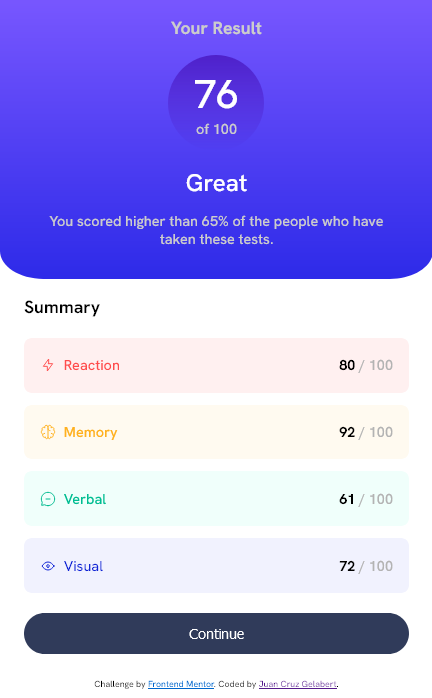 Your Result
76
of 100
Great
You scored higher than 65% of the people who have
taken these tests.
Summary
Reaction 80 / 100
Memory 92 / 100
Verbal 61 / 100
Visual 72 / 100
Continue
Challenge by Frontend Mentor. Coded by Juan Cruz Gelabert.